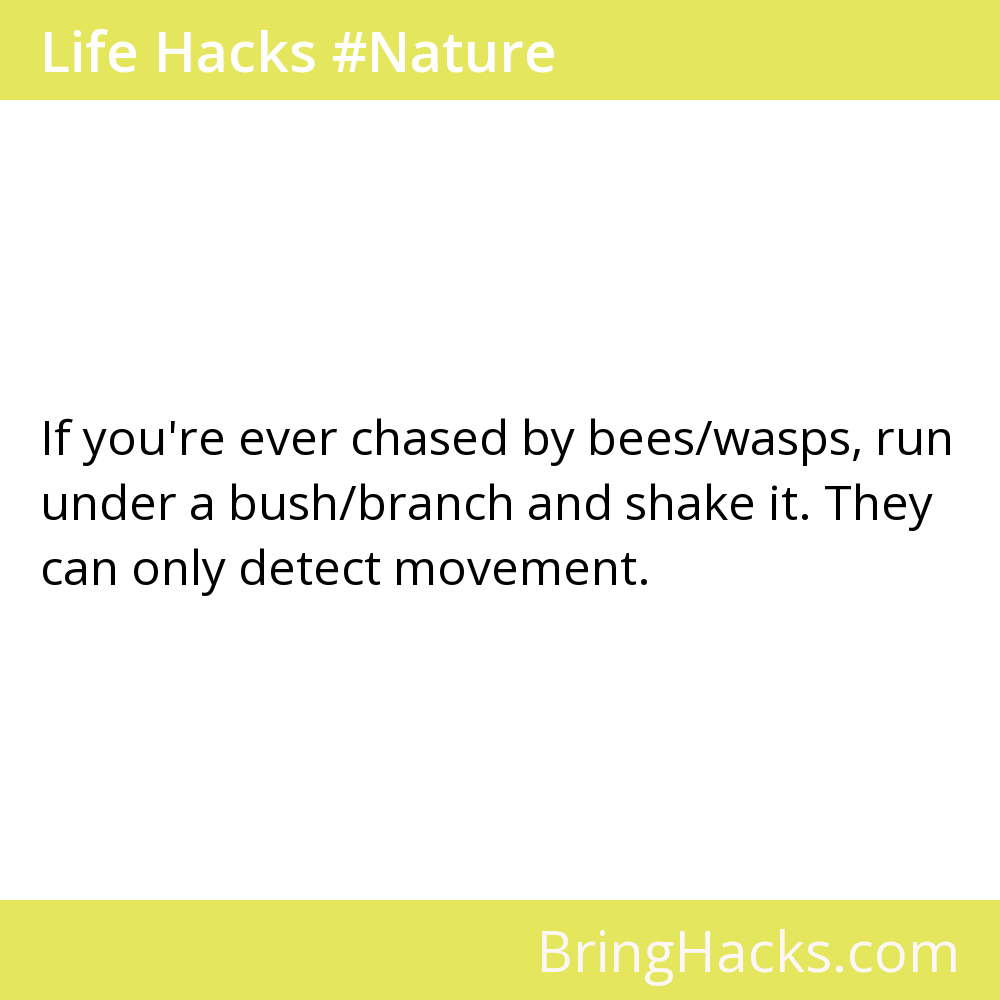 Life Hacks #Nature
If you're ever chased by bees/wasps, run
under a bush/branch and shake it. They
can only detect movement.
BringHacks.com